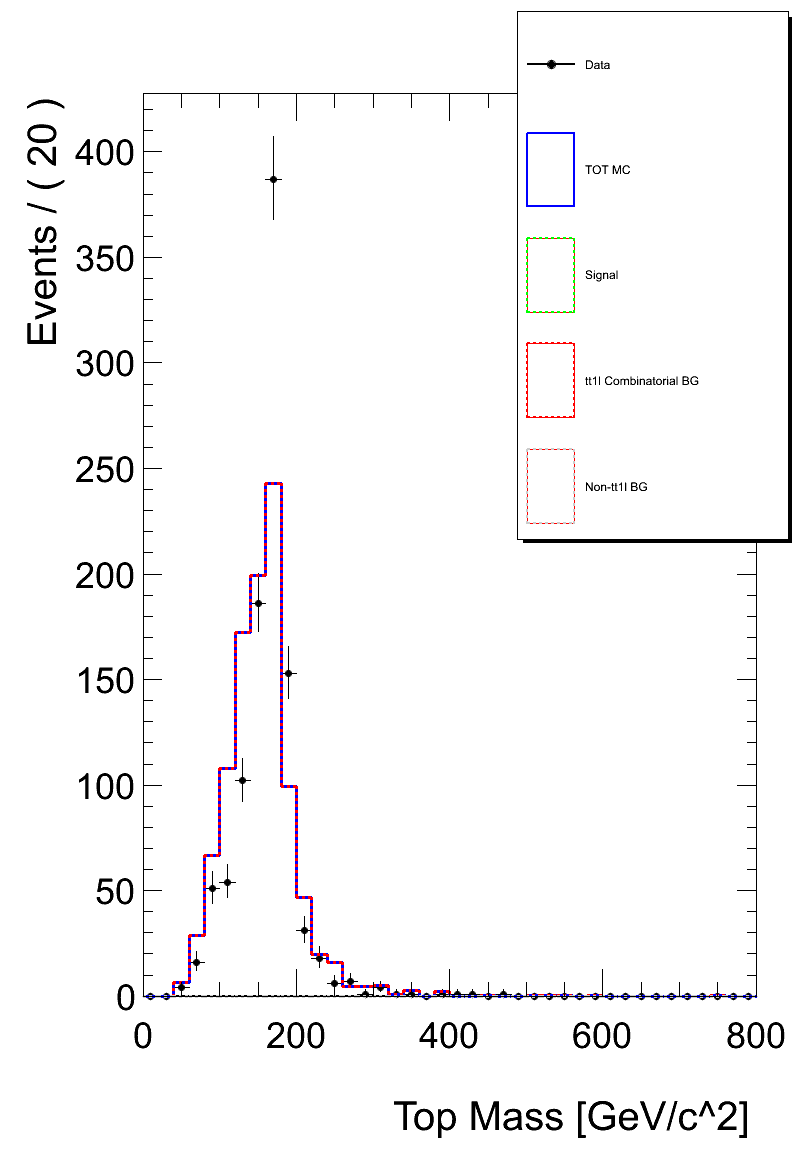 Data
TOT MC
Signal
tt1l Combinatorial BG
Non-tt1l BG
Events / ( 20 )
400
350
300
250
200
150
100
50
0
0 200 400 600 800
Top Mass [GeV/c^2]